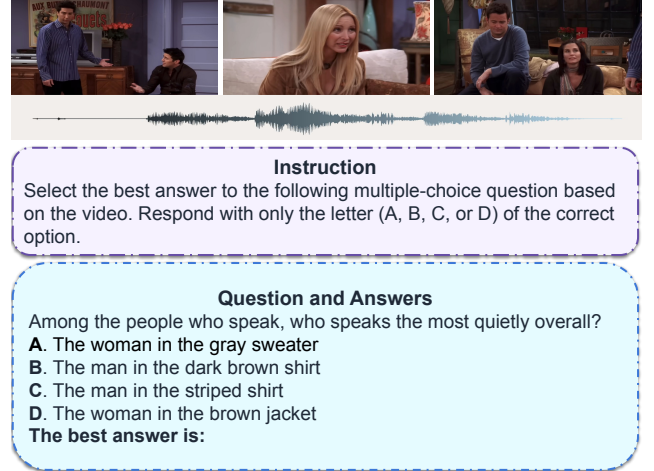 AUX BUTTES CHAUMONT
Instruction
Select the best answer to the following multiple-choice question based
on the video. Respond with only the letter (A, B, C, or D) of the correct
option.
Question and Answers
Among the people who speak, who speaks the most quietly overall?
A. The woman in the gray sweater
B. The man in the dark brown shirt
C. The man in the striped shirt
D. The woman in the brown jacket
The best answer is: